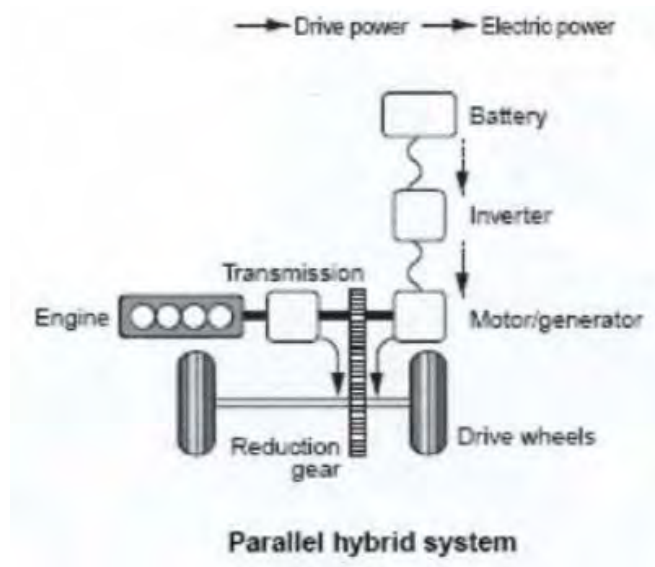 Drive power Electric power
Battery
Inverter
Transmission
Engine
Motor/generator
Drive wheels
Reduction
gear
Parallel hybrid system